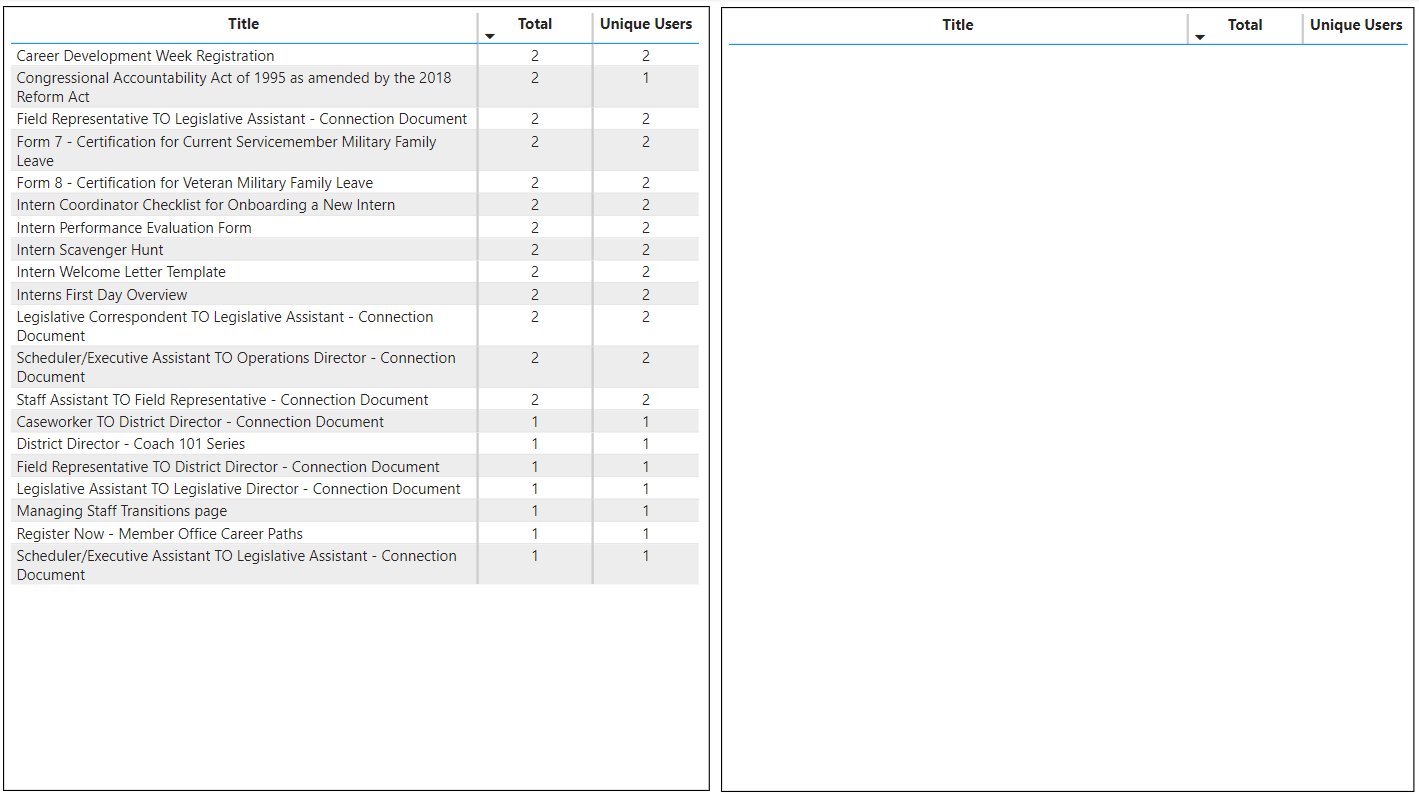 Title Total Unique Users
Career Development Week Registration 2 2
Congressional Accountability Act of 1995 as amended by the 2018 2 1
Reform Act
Field Representative TO Legislative Assistant - Connection Document 2 2
Form 7 - Certification for Current Servicemember Military Family 2 2
Leave
Form 8 - Certification for Veteran Military Family Leave 2 2
Intern Coordinator Checklist for Onboarding a New Intern 2 2
Intern Performance Evaluation Form 2 2
Intern Scavenger Hunt 2 2
Intern Welcome Letter Template 2 2
Interns First Day Overview 2 2
Legislative Correspondent TO Legislative Assistant - Connection 2 2
Document
Scheduler/Executive Assistant TO Operations Director - Connection 2 2
Document
Staff Assistant TO Field Representative - Connection Document 2 2
Caseworker TO District Director - Connection Document 1 1
District Director - Coach 101 Series 1 1
Field Representative TO District Director - Connection Document 1 1
Legislative Assistant TO Legislative Director - Connection Document 1 1
Managing Staff Transitions page 1 1
Register Now - Member Office Career Paths 1 1
Scheduler/Executive Assistant TO Legislative Assistant - Connection 1 1
Document
Title Total Unique Users